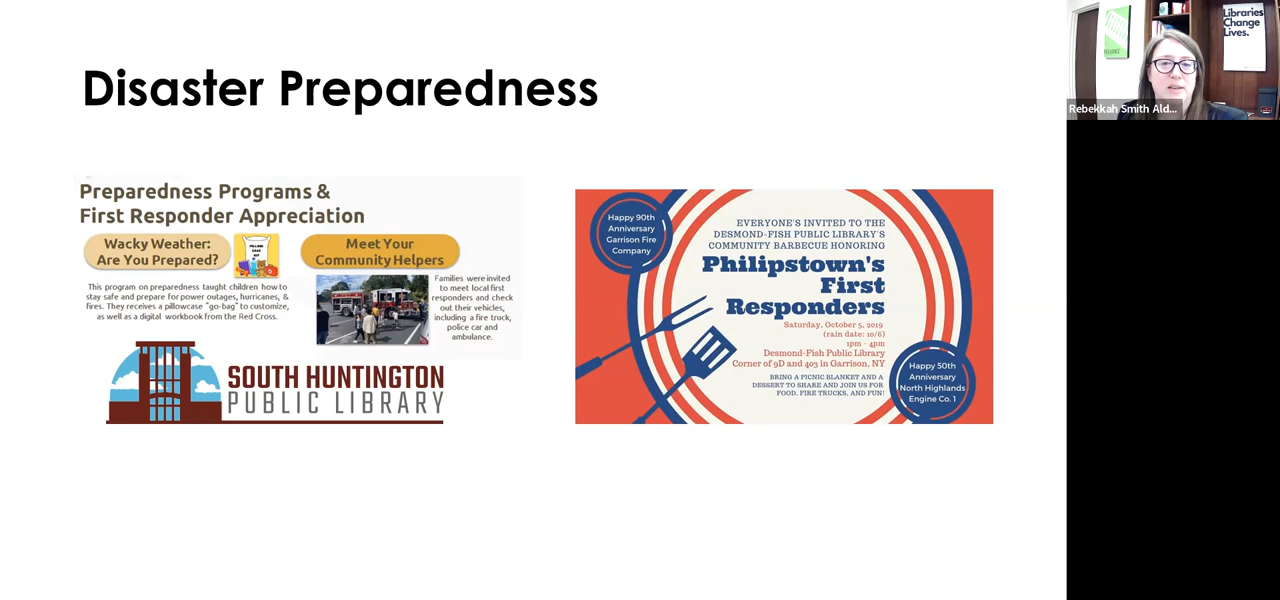 Disaster Preparedness
Preparedness Programs &
First Responder Appreciation
Wacky Weather:
Are You Prepared?
Meet Your
Community Helpers
This program on preparedness taught children how to
stay safe and prepare for power outages, hurricanes, &
fires. They receives a pillowcase "go-bag" to customize,
as well as a digital workbook from the Red Cross.
Families were invited
to meet local first
responders and check
out their vehicles,
including a fire truck,
police car and
ambulance.
SOUTH HUNTINGTON
PUBLIC LIBRARY
Happy 90th
Anniversary
Garrison Fire
Company
EVERYONE'S INVITED TO THE
DESMOND-FISH PUBLIC LIBRARY'S
COMMUNITY BARBECUE HONORING
Philipstown's
First
Responders
Saturday, October 5, 2019
(rain date: 10/6)
1pm - 4pm
Desmond-Fish Public Library
Corner of 9D and 403 in Garrison, NY
BRING A PICNIC BLANKET AND A
DESSERT TO SHARE AND JOIN US FOR
FOOD, FIRE TRUCKS, AND FUN!
Happy 50th
Anniversary
North Highlands
Engine Co. 1
Libraries
Change
Lives.
Rebekkah Smith Ald...